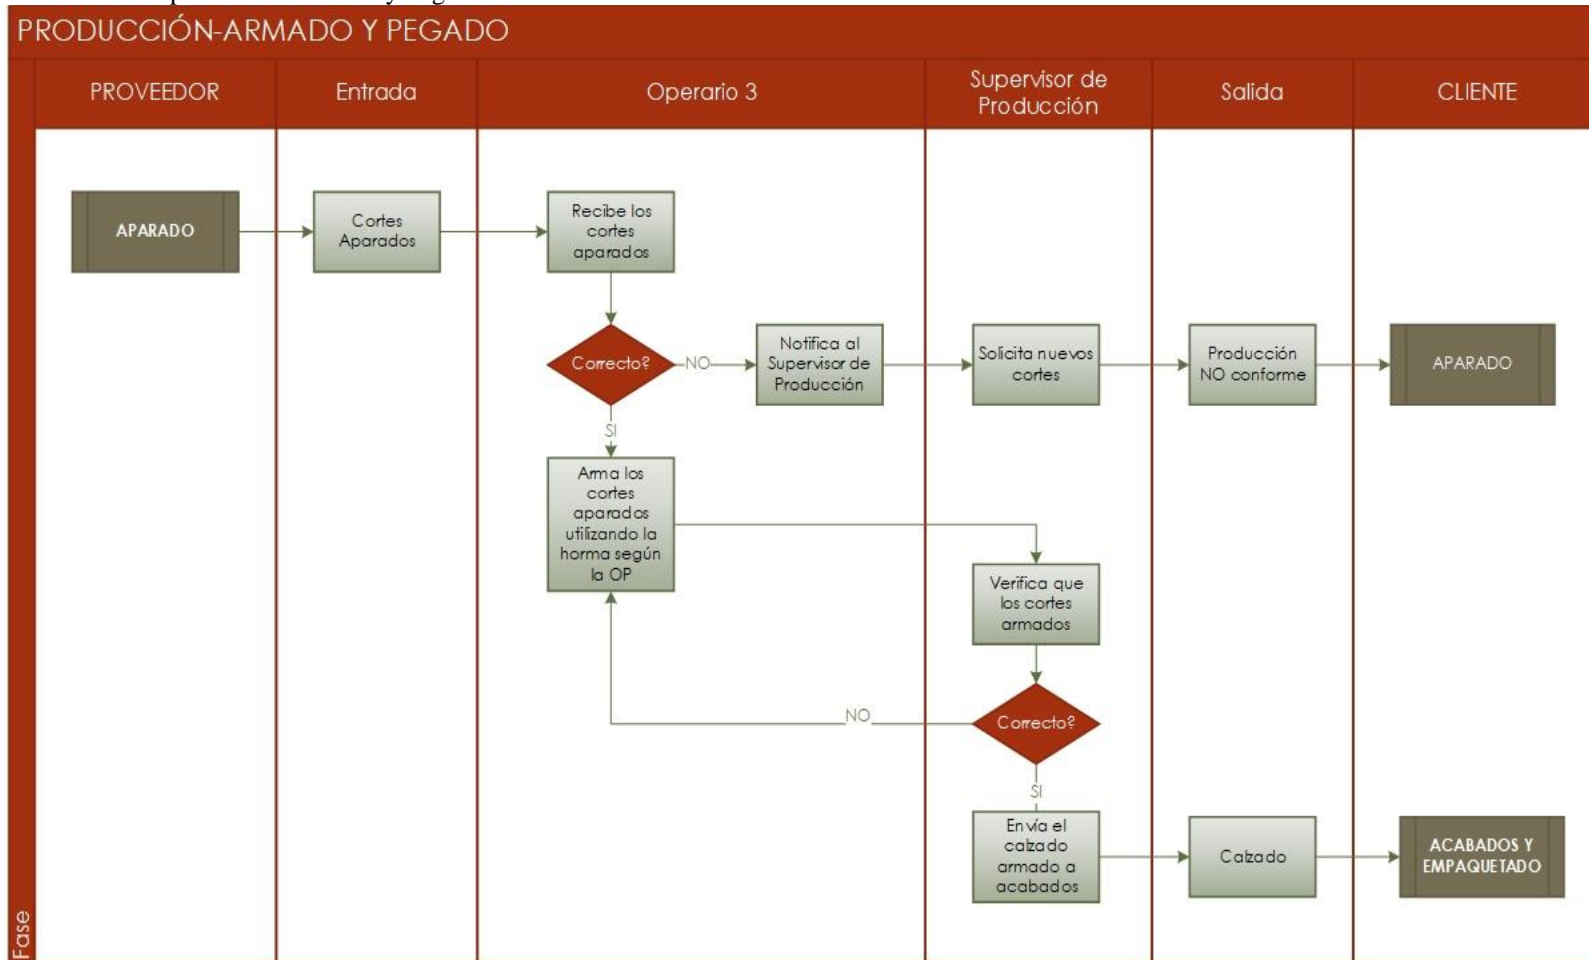 PRODUCCIÓN-ARMADO Y PEGADO
PROVEEDOR
Entrada
Operario 3
Supervisor de
Producción
Salida
CLIENTE
APARADO
Cortes
Aparados
Recibe los
cortes
aparados
Correcto?
NO
Notifica al
Supervisor de
Producción
Solicita nuevos
cortes
Producción
NO conforme
APARADO
SI
Arma los
cortes
aparados
utilizando la
horma según
la OP
Verifica que
los cortes
armados
Correcto?
NO
SI
Envía el
calzado
armado a
acabados
Calzado
ACABADOS Y
EMPAQUETADO
Fase